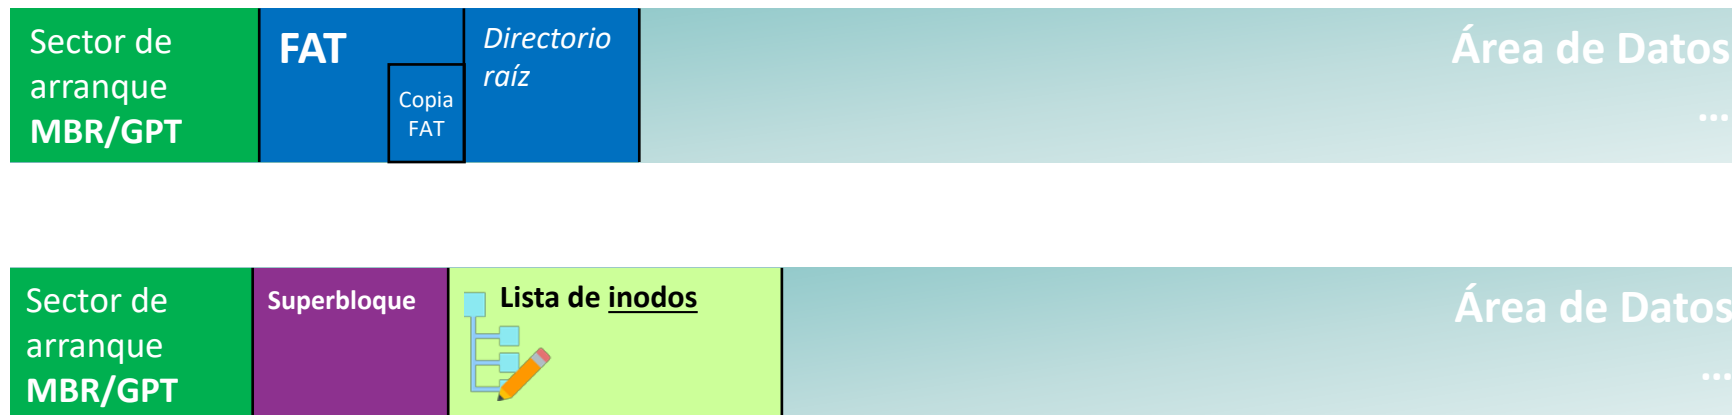 Sector de
arranque
MBR/GPT
FAT
Copia
FAT
Directorio
raíz
Área de Datos
...
Sector de
arranque
MBR/GPT
Superbloque
Lista de inodos
Área de Datos
...